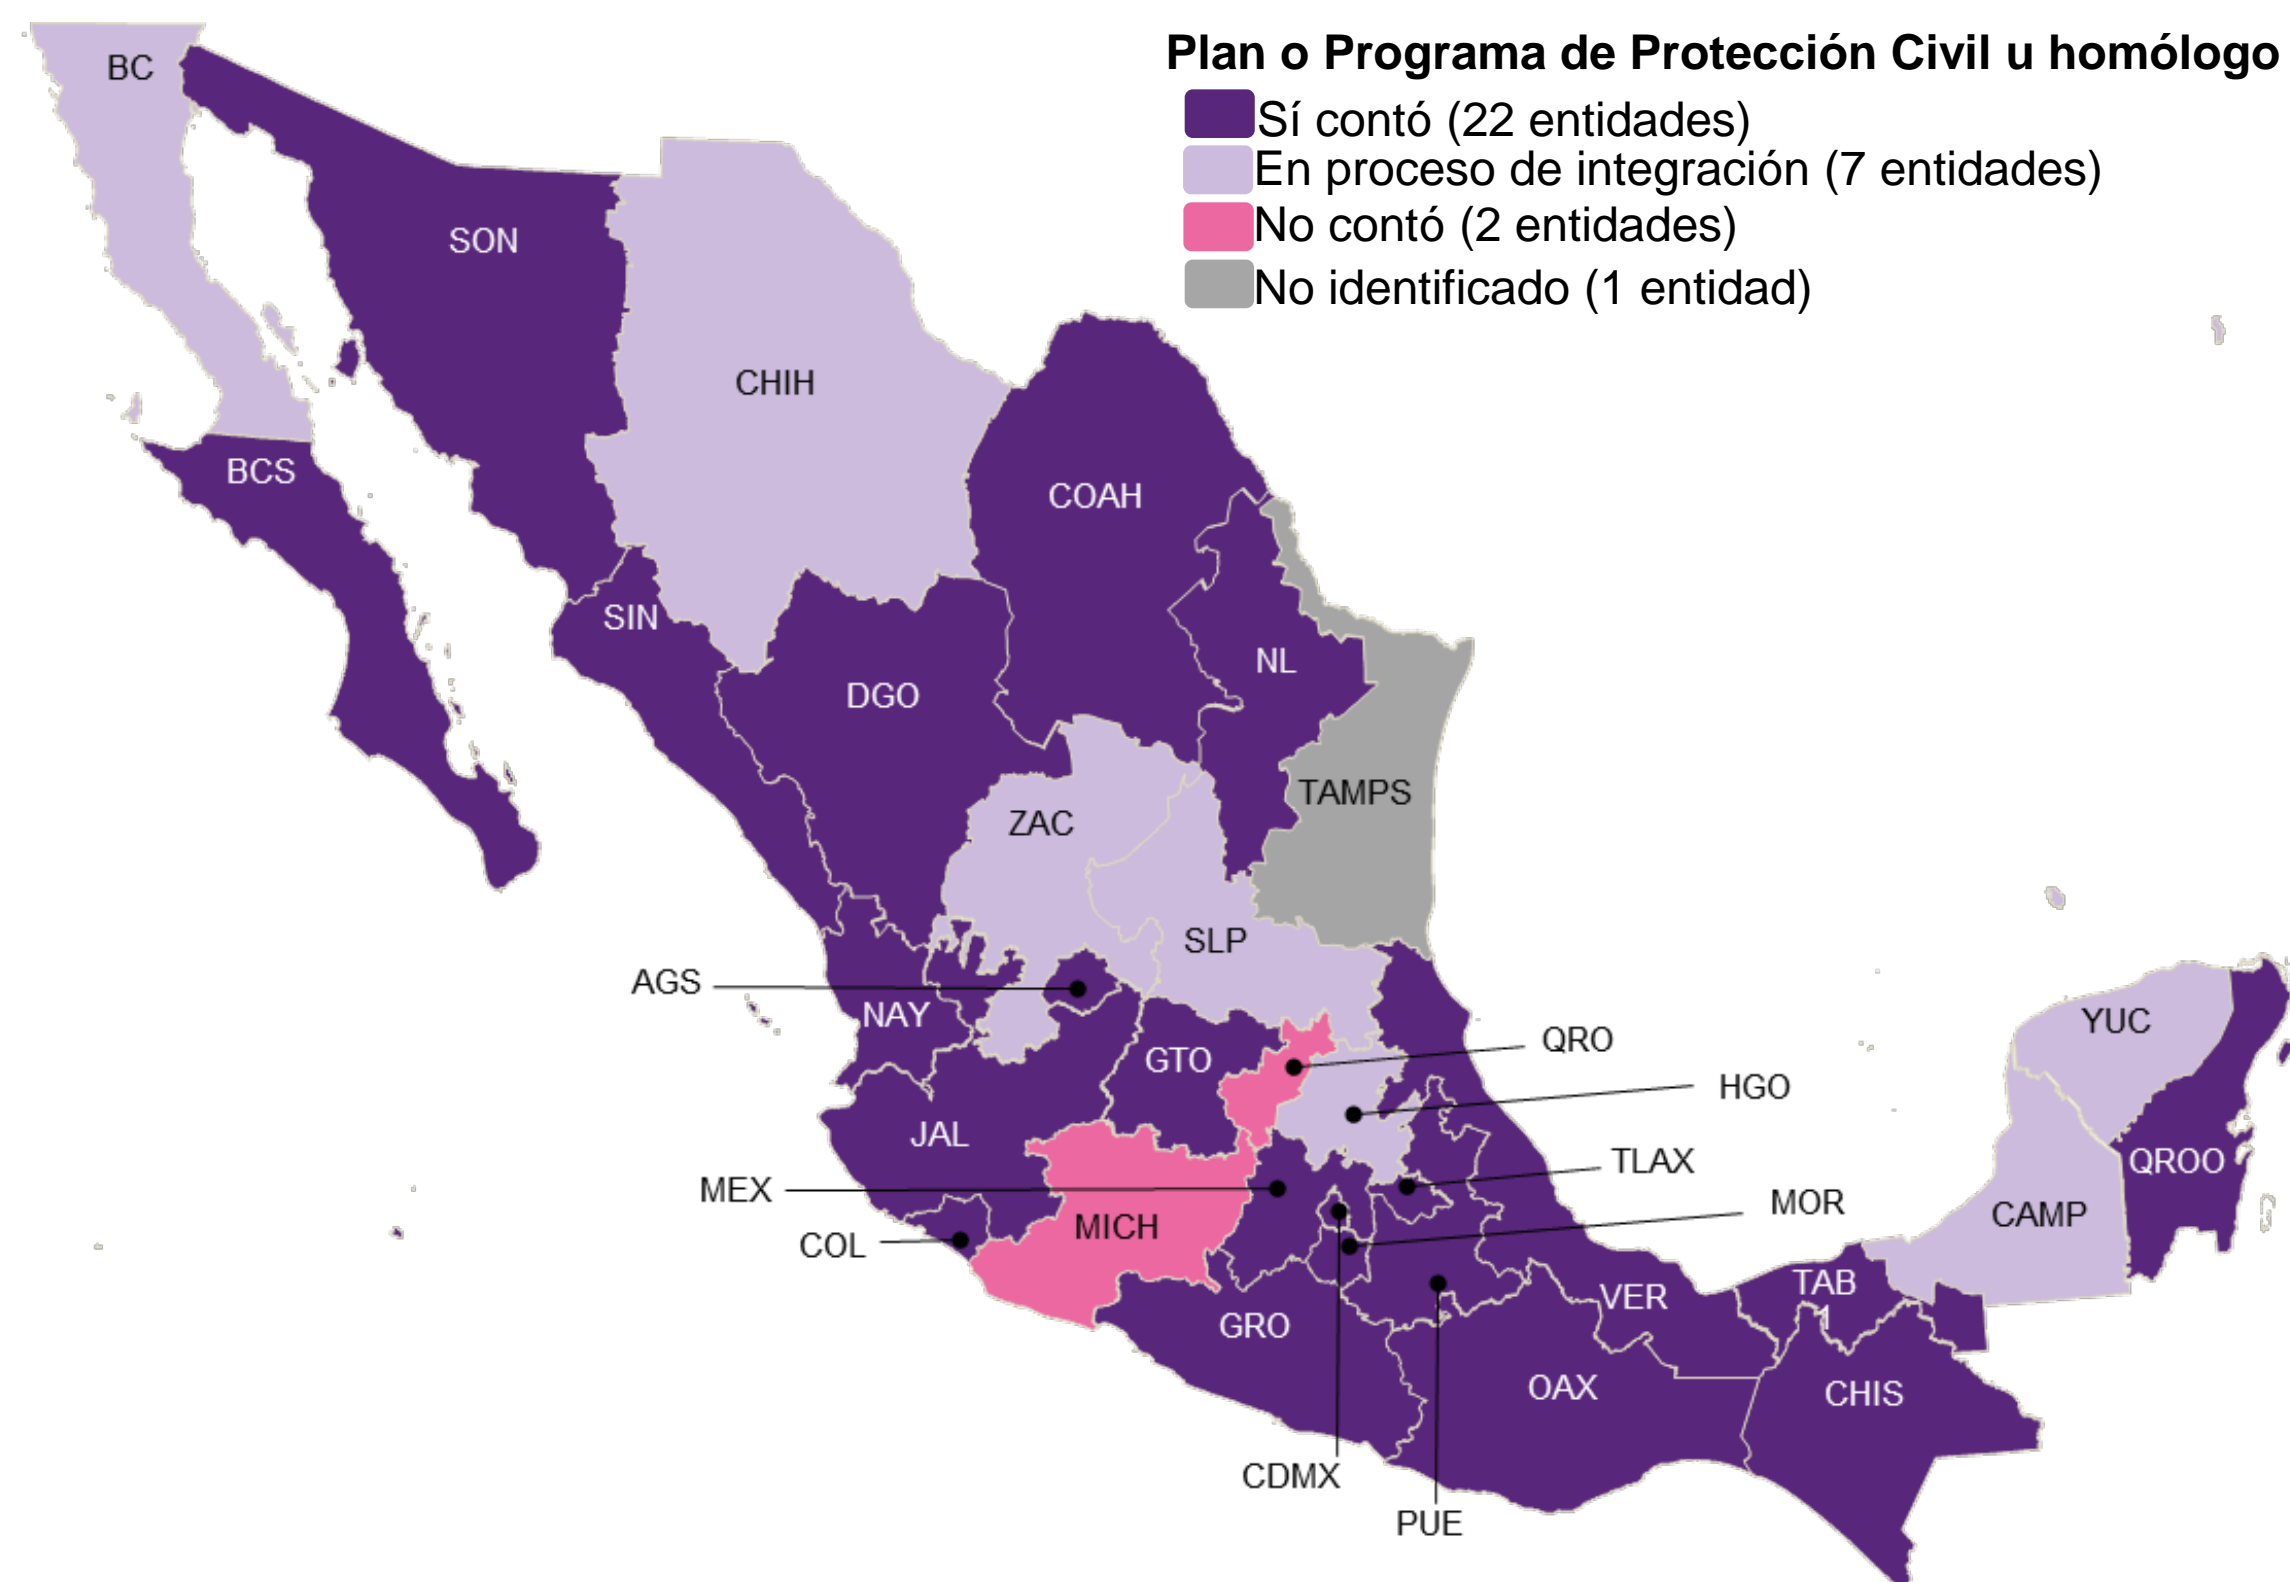 Plan o Programa de Protección Civil u homólogo
Sí contó (22 entidades)
En proceso de integración (7 entidades)
No contó (2 entidades)
No identificado (1 entidad)
BC
SON
CHIH
BCS
COAH
SIN
NL
DGO
TAMPS
ZAC
SLP
AGS
NAY
YUC
QRO
GTO
HGO
JAL
TLAX
QROO
MEX
MOR
CAMP
MICH
COL
TAB
1
VER
GRO
OAX
CHIS
CDMX
PUE